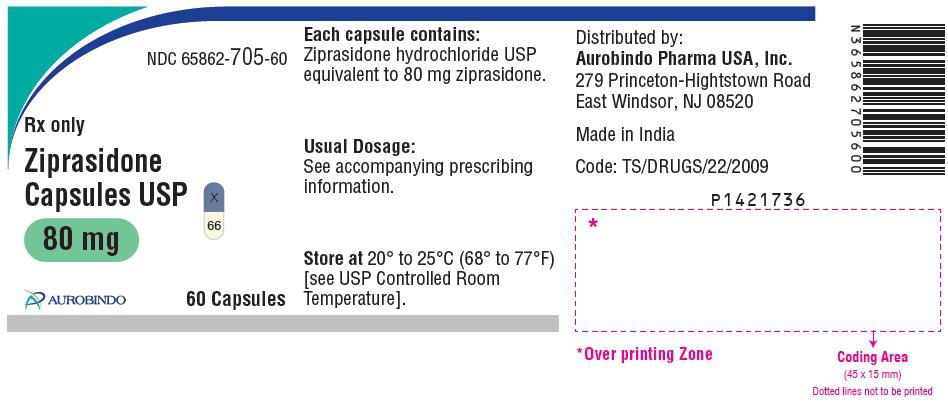 NDC 65862-705-60
Rx only
Ziprasidone
Capsules USP
80 mg
X
66
AUROBINDO
60 Capsules
Each capsule contains:
Ziprasidone hydrochloride USP
equivalent to 80 mg ziprasidone.
Usual Dosage:
See accompanying prescribing
information.
Store at 20° to 25°C (68° to 77°F)
[see USP Controlled Room
Temperature].
Distributed by:
Aurobindo Pharma USA, Inc.
279 Princeton-Hightstown Road
East Windsor, NJ 08520
Made in India
Code: TS/DRUGS/22/2009
P1421736
*
*Over printing Zone
Coding Area
(45 x 15 mm)
Dotted lines not to be printed
N365862705600